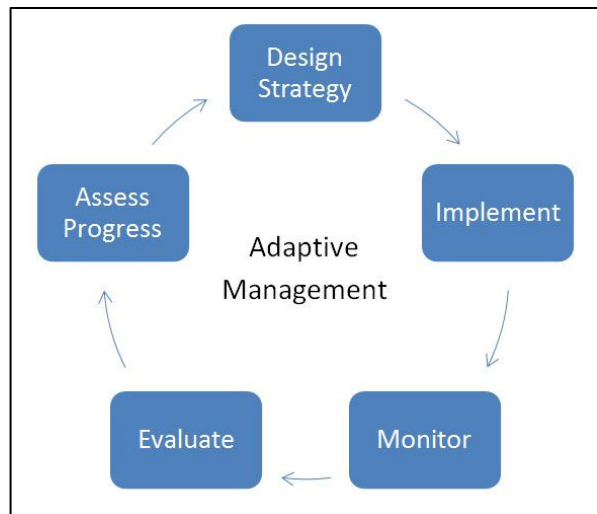 Design
Strategy
Implement
Monitor
Evaluate
Assess
Progress
Adaptive
Management